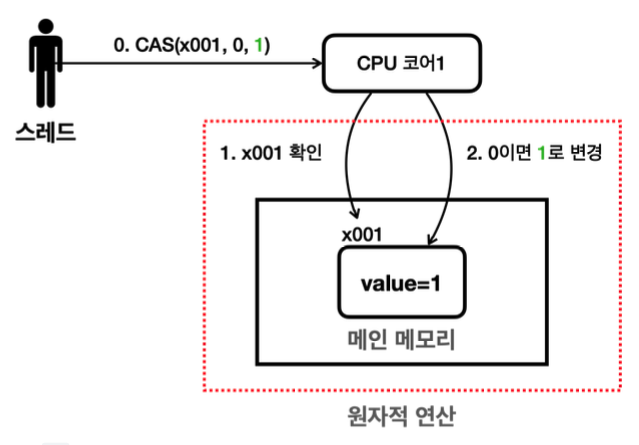 0. CAS(x001, 0, 1)
CPU 코어1
스레드
1. x001 확인
2. 0이면 1로 변경
x001
value=1
메인 메모리
원자적 연산